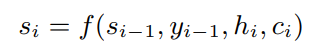 s_i = f(s_{i−1}, y_{i−1}, h_i, c_i)